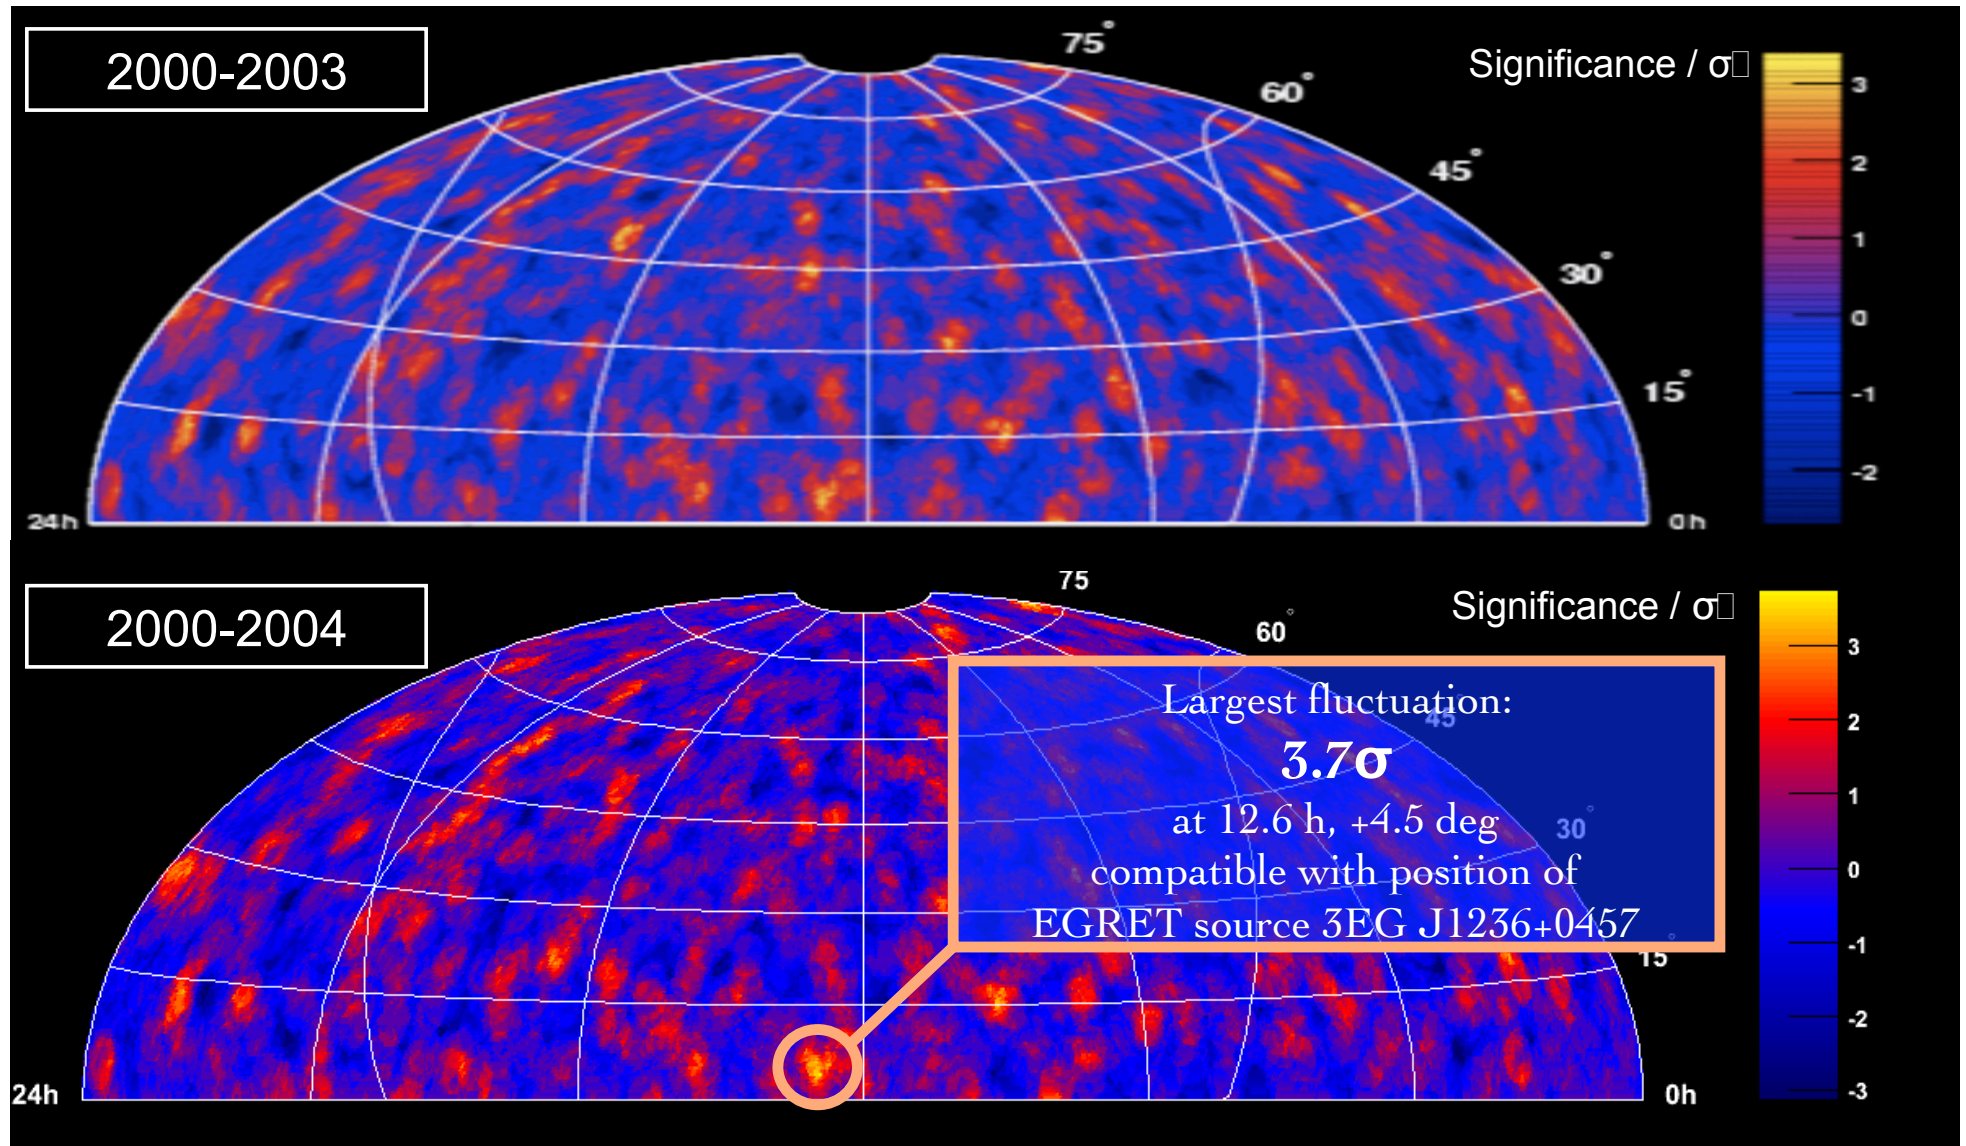 2000-2003
Significance / σ
75°
60°
45°
30°
15°
24h
0h
3
2
1
0
-1
-2
2000-2004
Significance / σ
75
60°
45°
30°
15°
24h
0h
3
2
1
0
-1
-2
-3
Largest fluctuation:
3.7σ
at 12.6 h, +4.5 deg
compatible with position of
EGRET source 3EG J1236+0457